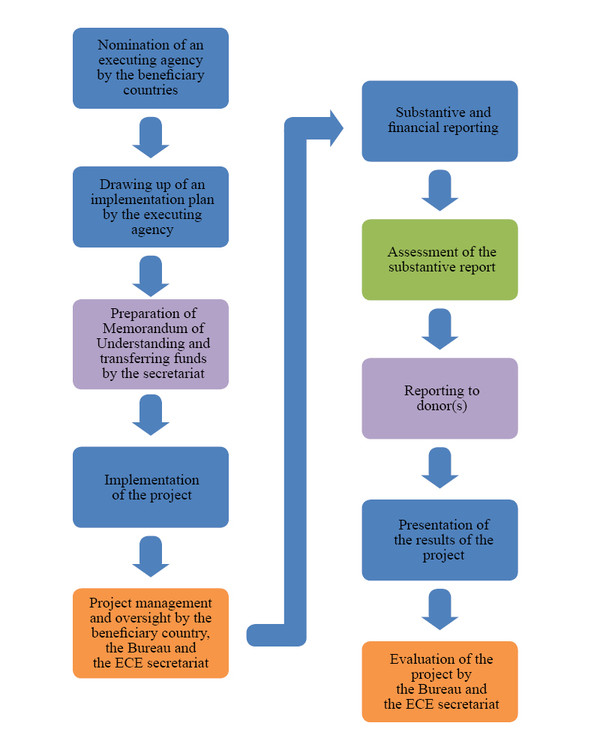 Nomination of an
executing agency
by the beneficiary
countries
Drawing up of an
implementation plan
by the executing
agency
Preparation of
Memorandum of
Understanding and
transferring funds
by the secretariat
Implementation
of the project
Project management
and oversight by the
beneficiary country,
the Bureau and
the ECE secretariat
Substantive and
financial reporting
Assessment of the
substantive report
Reporting to
donor(s)
Presentation of
the results of the
project
Evaluation of the
project by
the Bureau and
the ECE secretariat